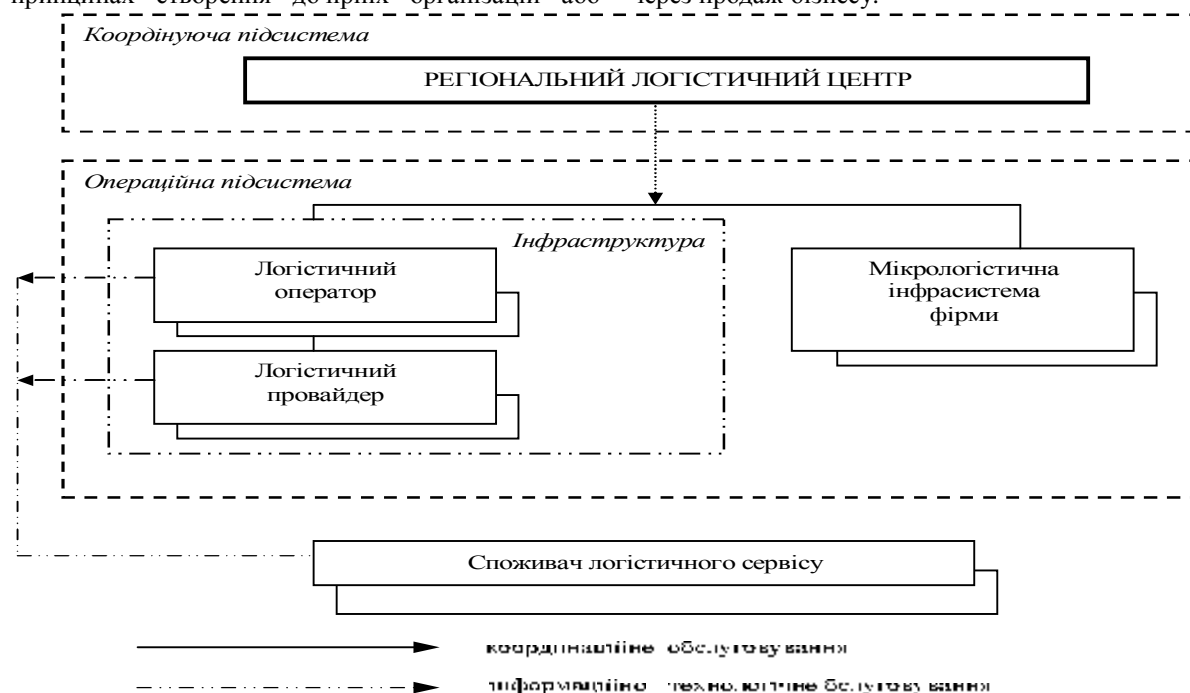 принципах створення дочірніх організацій або через продаж бізнесу.
Координуюча підсистема
РЕГІОНАЛЬНИЙ ЛОГІСТИЧНИЙ ЦЕНТР
Операційна підсистема
Інфраструктура
Логістичний
оператор
Мікрологістична
інфрасистема
фірми
Логістичний
провайдер
Споживач логістичного сервісу
координаційне обслуговування
інформаційно технологічне бслуговування